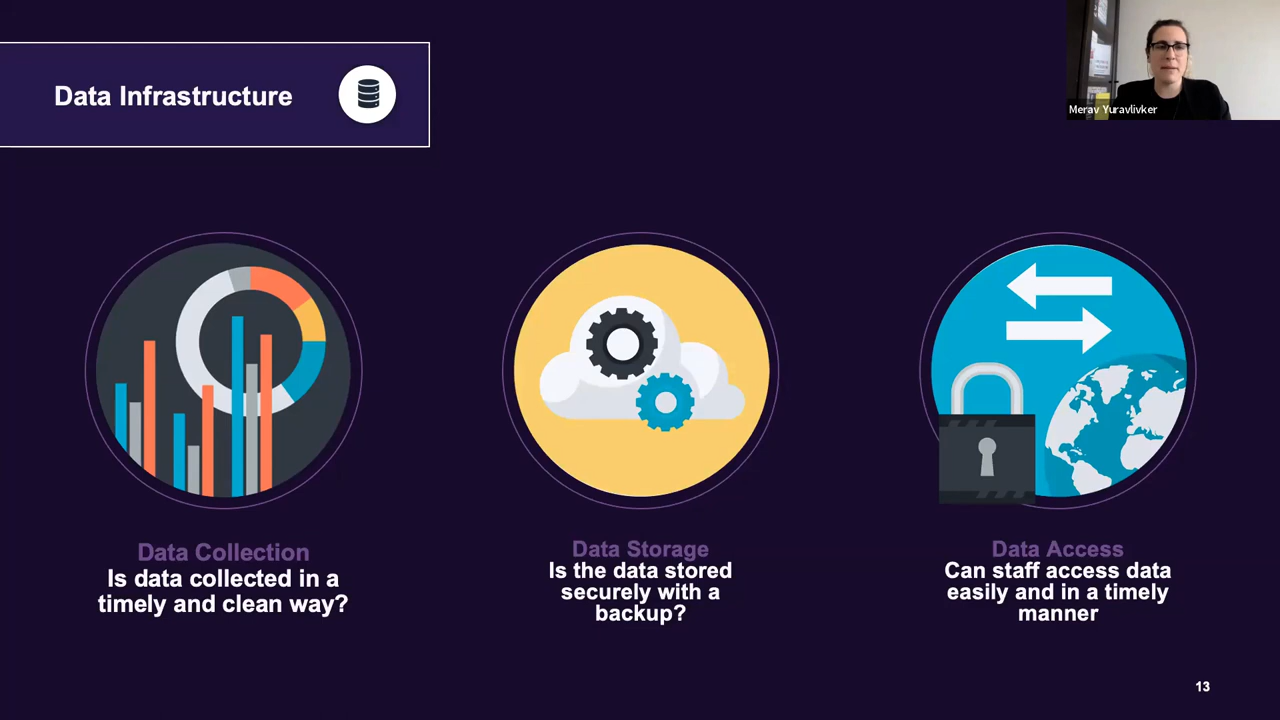 Data Infrastructure
Merav Yuravlivker
Data Collection
Is data collected in a
timely and clean way?
Data Storage
Is the data stored
securely with a
backup?
Data Access
Can staff access data
easily and in a timely
manner
13